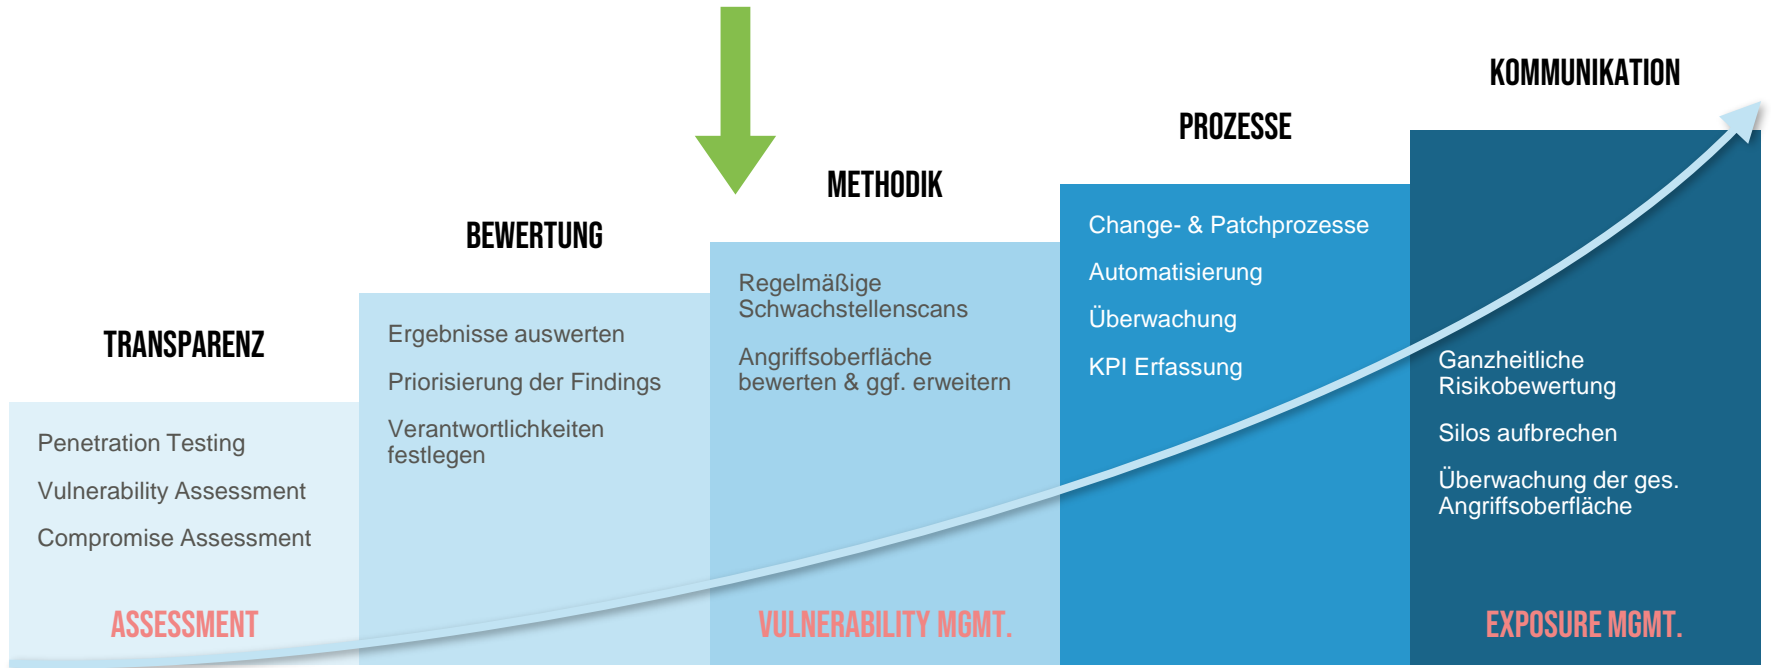 TRANSPARENZ
Penetration Testing
Vulnerability Assessment
Compromise Assessment
ASSESSMENT
BEWERTUNG
Ergebnisse auswerten
Priorisierung der Findings
Verantwortlichkeiten
festlegen
METHODIK
Regelmäßige
Schwachstellenscans
Angriffsoberfläche
bewerten & ggf. erweitern
VULNERABILITY MGMT.
PROZESSE
Change- & Patchprozesse
Automatisierung
Überwachung
KPI Erfassung
KOMMUNIKATION
Ganzheitliche
Risikobewertung
Silos aufbrechen
Überwachung der ges.
Angriffsoberfläche
EXPOSURE MGMT.